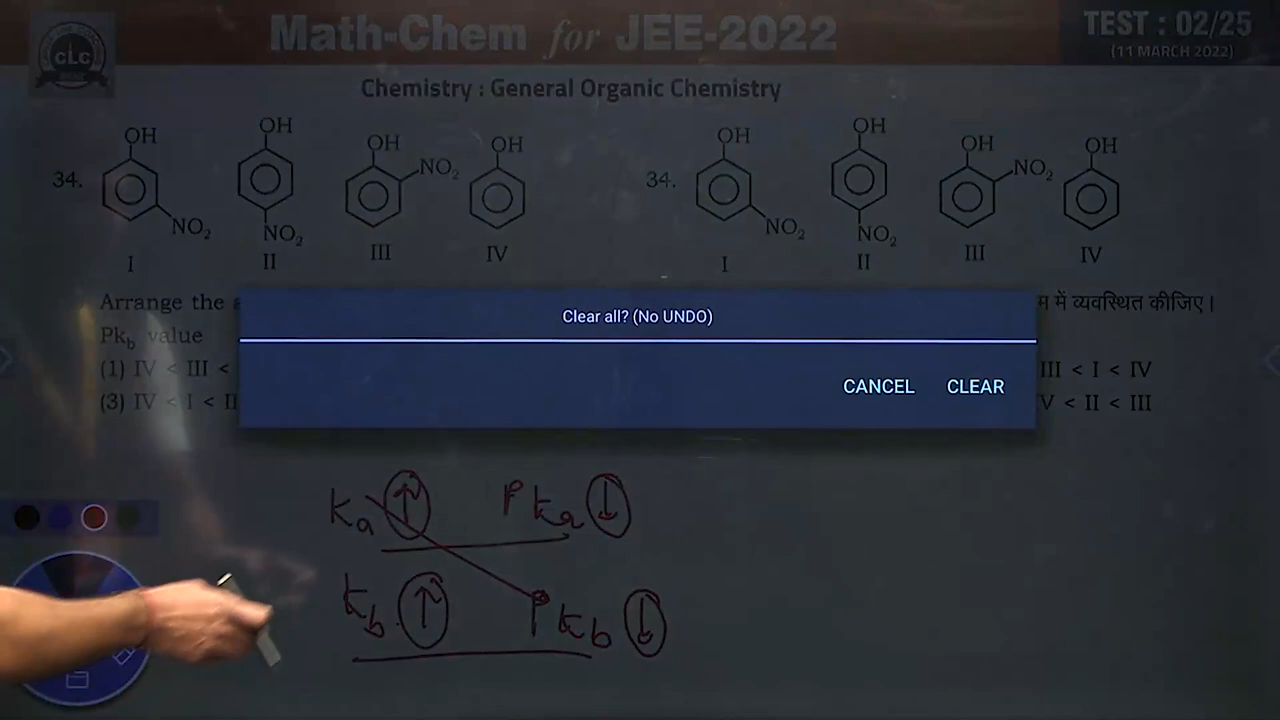 CLC
Math-Chem for JEE-2022
TEST : 02/25
(11 MARCH 2022)
Chemistry : General Organic Chemistry
34.
OH
NO2
I
OH
NO2
II
OH
NO2
III
OH
IV
34.
OH
NO2
I
OH
NO2
II
OH
NO2
III
OH
IV
Arrange the
Pkb value
(1) IV < III <
(3) IV < I < II
में व्यवस्थित कीजिए।
III < I < IV
V < II < III
Clear all? (No UNDO)
CANCEL CLEAR
Ka ↑ PKa ↓
Kb ↑ PKb ↓